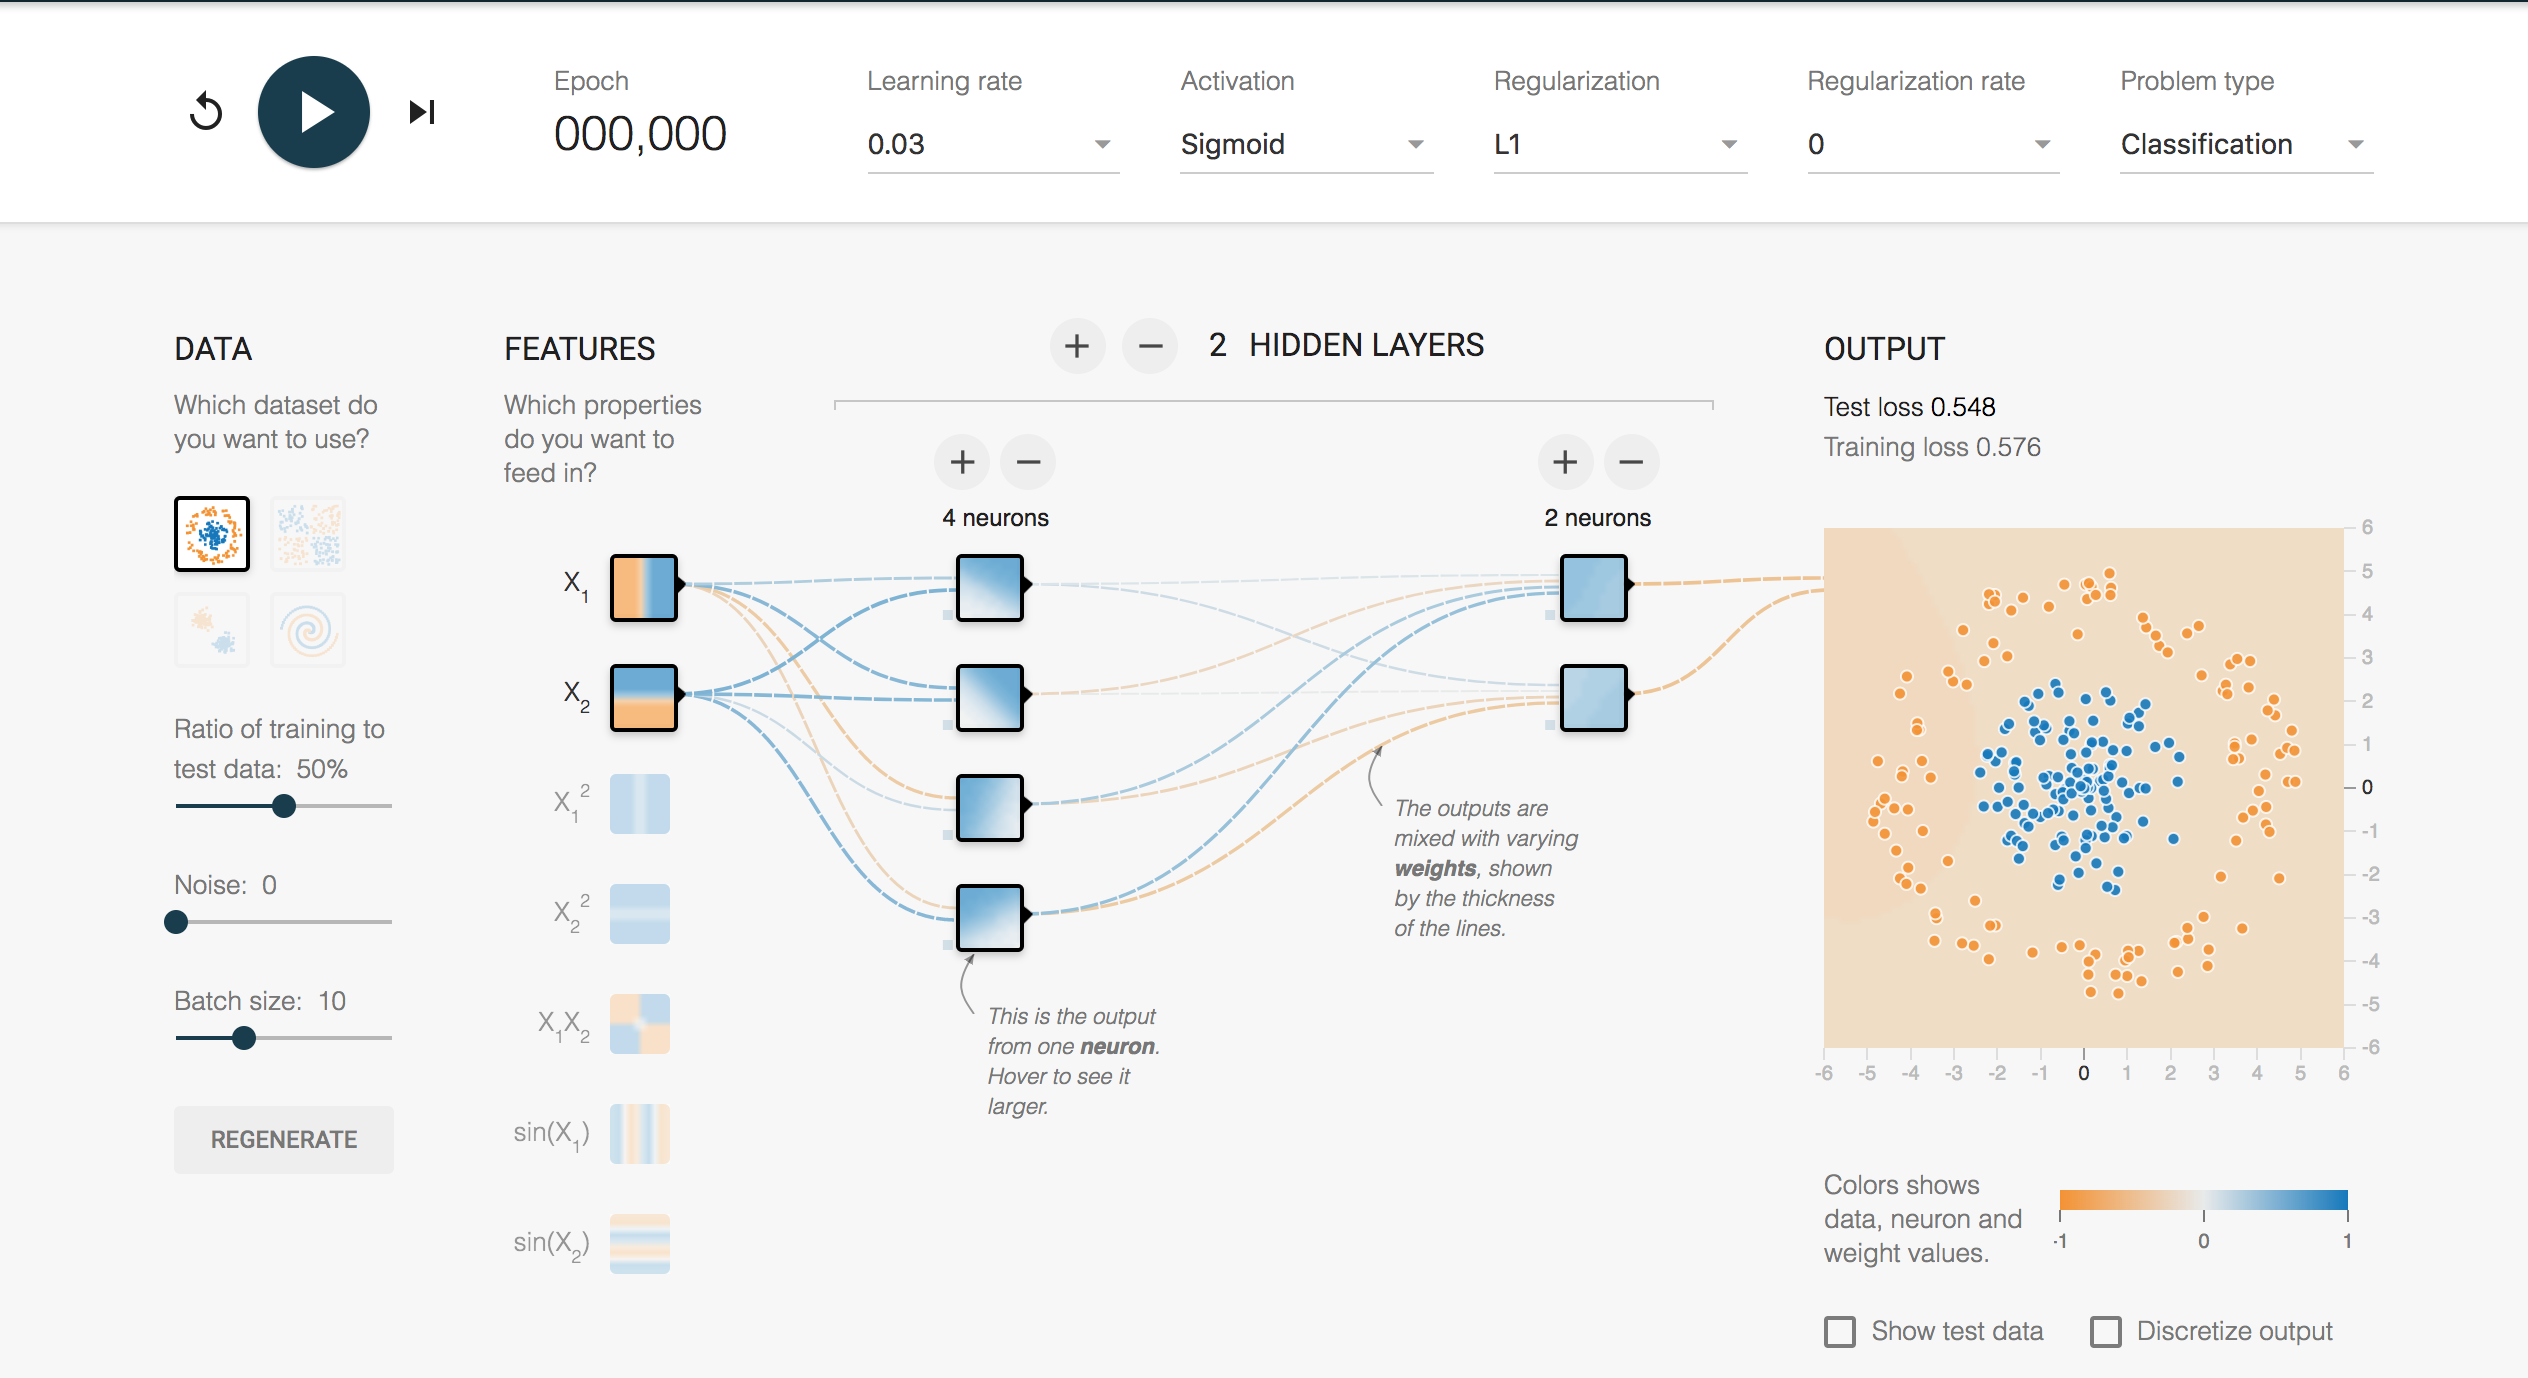 Epoch
000,000
Learning rate
0.03
Activation
Sigmoid
Regularization
L1
Regularization rate
0
Problem type
Classification
DATA
Which dataset do
you want to use?
Ratio of training to
test data: 50%
Noise: 0
Batch size: 10
REGENERATE
FEATURES
Which properties
do you want to
feed in?
X1
X2
X1^2
X2^2
X1X2
sin(X1)
sin(X2)
+ − 2 HIDDEN LAYERS
+ −
4 neurons
+ −
2 neurons
This is the output
from one neuron.
Hover to see it
larger.
The outputs are
mixed with varying
weights, shown
by the thickness
of the lines.
OUTPUT
Test loss 0.548
Training loss 0.576
6
5
4
3
2
1
0
-1
-2
-3
-4
-5
-6
-6 -5 -4 -3 -2 -1 0 1 2 3 4 5 6
Colors shows
data, neuron and
weight values.
-1 0 1
Show test data
Discretize output